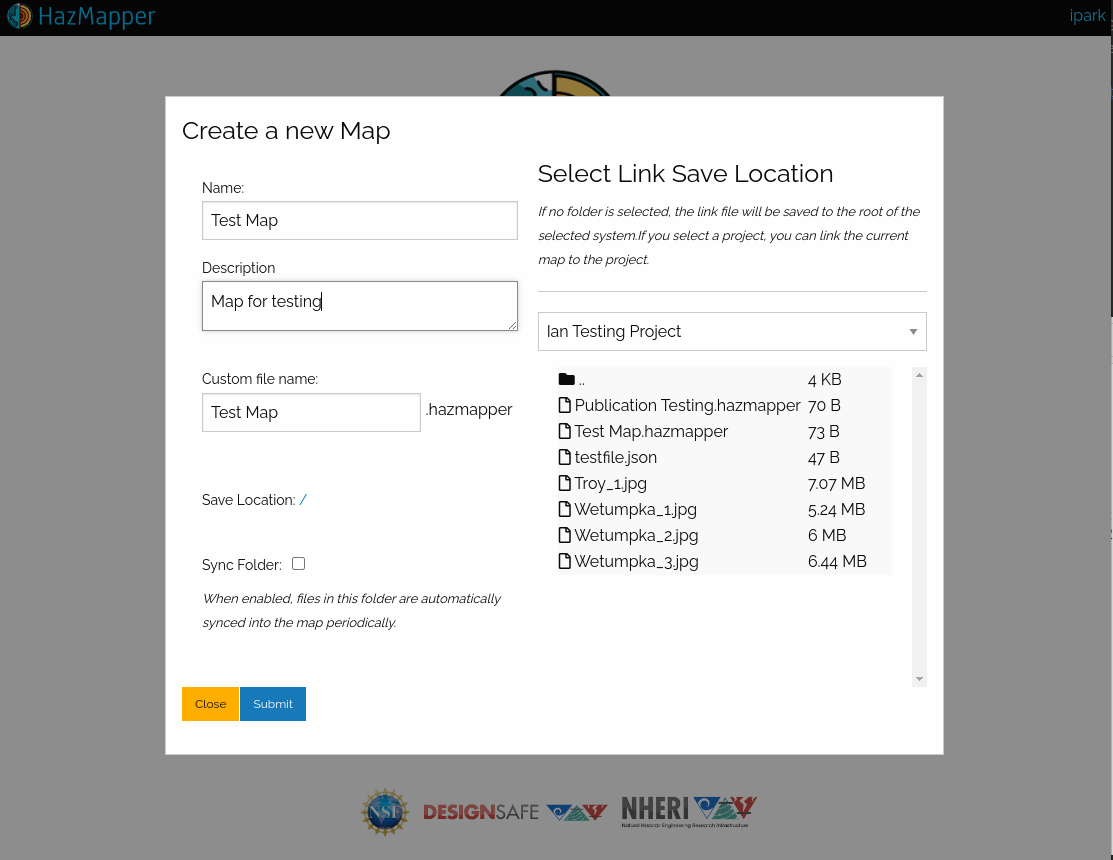 HazMapper
ipark
Create a new Map
Name:
Test Map
Description
Map for testing
Custom file name:
Test Map .hazmapper
Save Location: /
Sync Folder:
When enabled, files in this folder are automatically
synced into the map periodically.
Close
Submit
Select Link Save Location
If no folder is selected, the link file will be saved to the root of the
selected system.If you select a project, you can link the current
map to the project.
Ian Testing Project
.. 4 KB
Publication Testing.hazmapper 70 B
Test Map.hazmapper 73 B
testfile.json 47 B
Troy_1.jpg 7.07 MB
Wetumpka_1.jpg 5.24 MB
Wetumpka_2.jpg 6 MB
Wetumpka_3.jpg 6.44 MB
NSF
DESIGNSAFE
NHERI
Natural Hazards Engineering Research Infrastructure